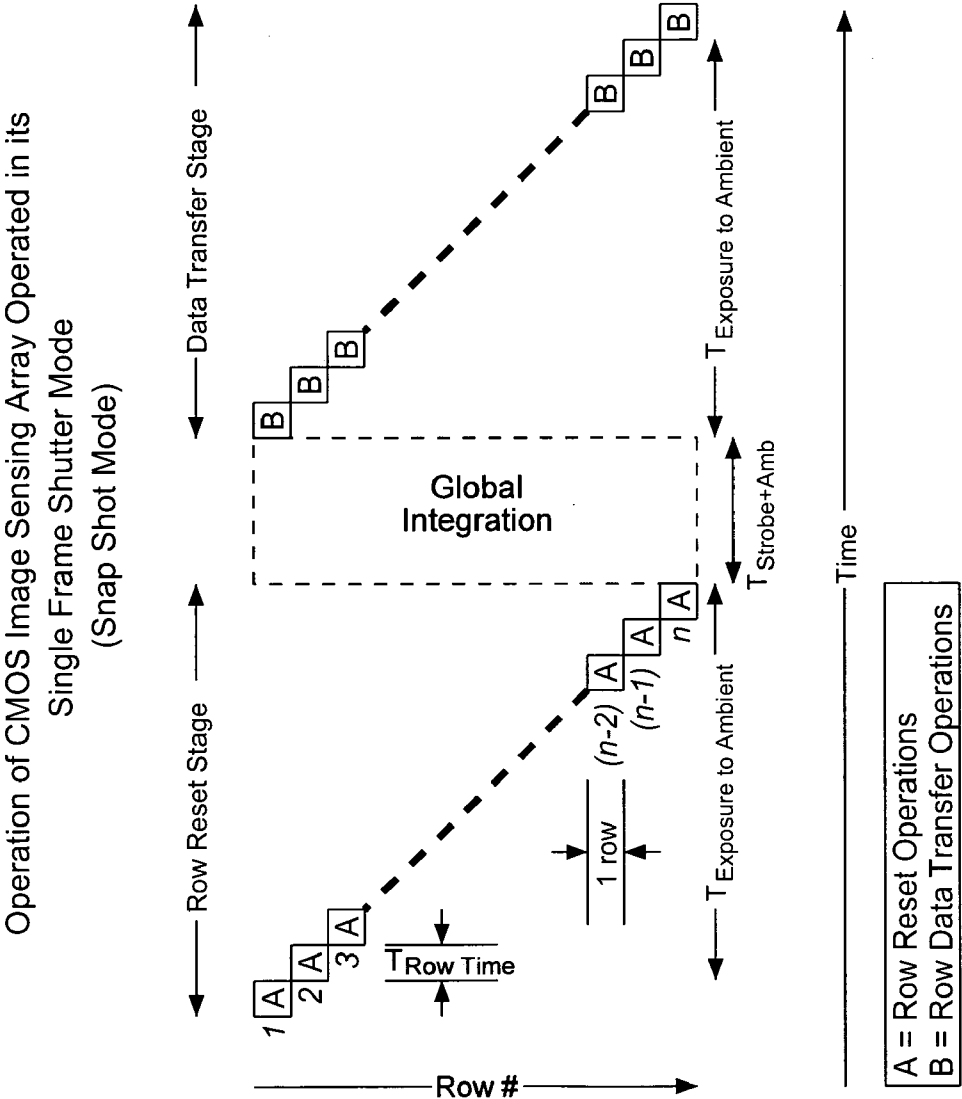 Operation of CMOS Image Sensing Array Operated in its
Single Frame Shutter Mode
(Snap Shot Mode)
Row Reset Stage
Data Transfer Stage
1 A
2 A
3 A
(n-2) A
(n-1) A
n A
B
B
B
B
B
B
Global
Integration
T Row Time
1 row
T Exposure to Ambient
T Strobe+Amb
T Exposure to Ambient
Row #
Time
A = Row Reset Operations
B = Row Data Transfer Operations